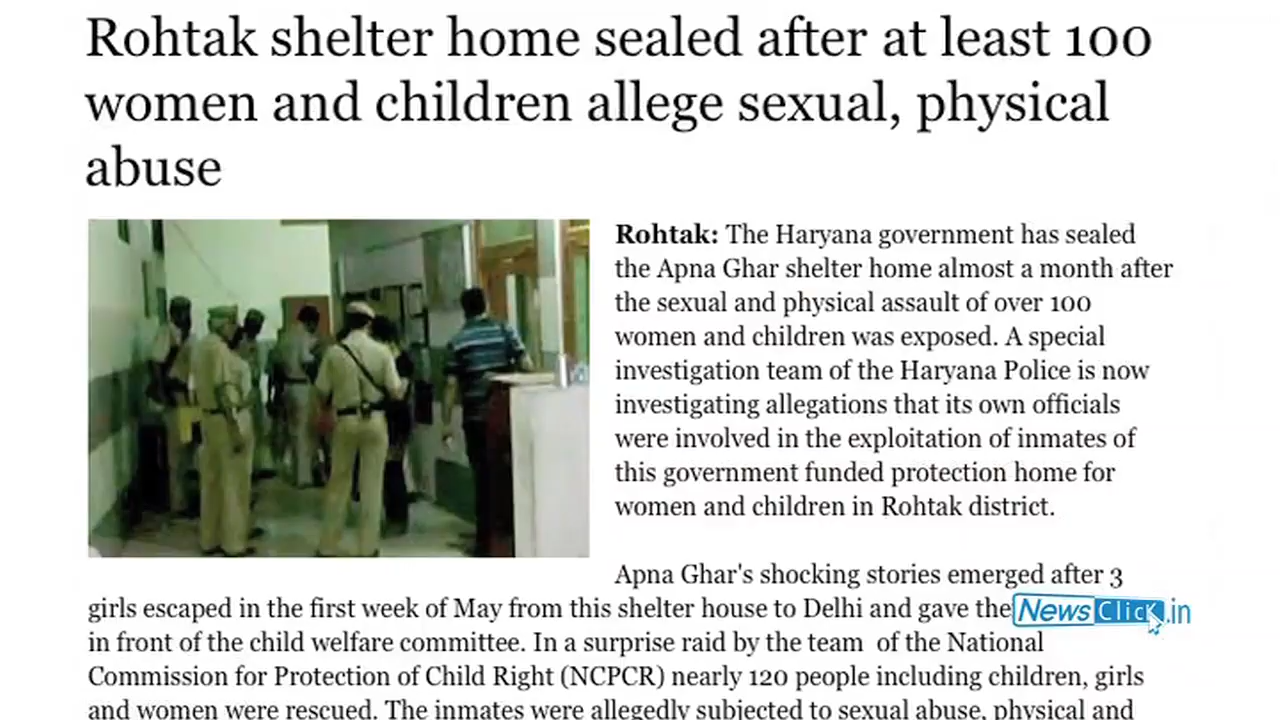 Rohtak shelter home sealed after at least 100
women and children allege sexual, physical
abuse
Rohtak: The Haryana government has sealed
the Apna Ghar shelter home almost a month after
the sexual and physical assault of over 100
women and children was exposed. A special
investigation team of the Haryana Police is now
investigating allegations that its own officials
were involved in the exploitation of inmates of
this government funded protection home for
women and children in Rohtak district.
Apna Ghar's shocking stories emerged after 3
girls escaped in the first week of May from this shelter house to Delhi and gave the
NewsClick.in
in front of the child welfare committee. In a surprise raid by the team of the National
Commission for Protection of Child Right (NCPCR) nearly 120 people including children, girls
and women were rescued. The inmates were allegedly subjected to sexual abuse, physical and